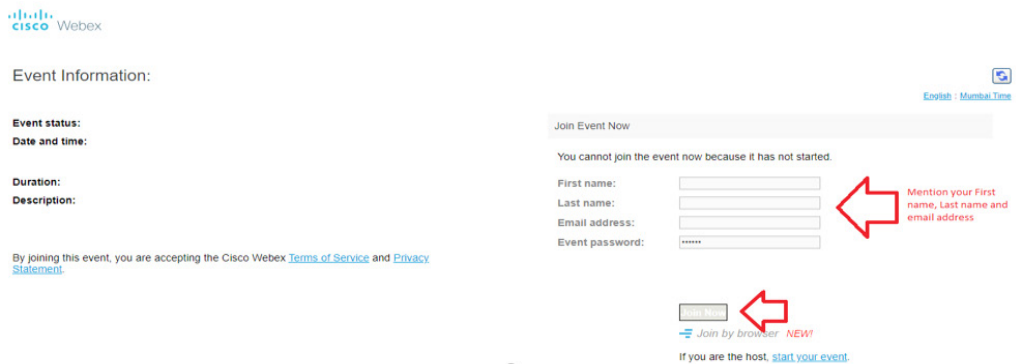 cisco Webex
Event Information:
English : Mumbai Time
Event status:
Date and time:
Duration:
Description:
By joining this event, you are accepting the Cisco Webex Terms of Service and Privacy
Statement.
Join Event Now
You cannot join the event now because it has not started.
First name:
Last name:
Email address:
Event password: ••••••
Mention your First
name, Last name and
email address
Join Now
Join by browser NEW!
If you are the host, start your event.